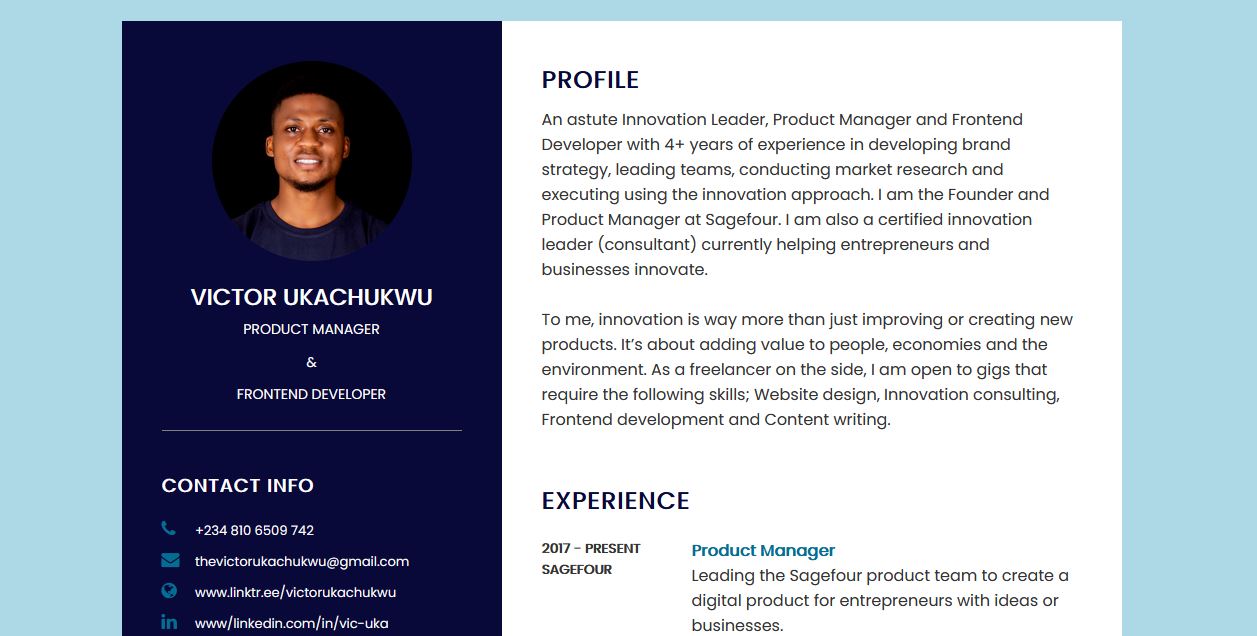 VICTOR UKACHUKWU
PRODUCT MANAGER
&
FRONTEND DEVELOPER
CONTACT INFO
+234 810 6509 742
thevictorukachukwu@gmail.com
www.linktr.ee/victorukachukwu
www/linkedin.com/in/vic-uka
PROFILE
An astute Innovation Leader, Product Manager and Frontend
Developer with 4+ years of experience in developing brand
strategy, leading teams, conducting market research and
executing using the innovation approach. I am the Founder and
Product Manager at Sagefour. I am also a certified innovation
leader (consultant) currently helping entrepreneurs and
businesses innovate.
To me, innovation is way more than just improving or creating new
products. It’s about adding value to people, economies and the
environment. As a freelancer on the side, I am open to gigs that
require the following skills; Website design, Innovation consulting,
Frontend development and Content writing.
EXPERIENCE
2017 - PRESENT
SAGEFOUR
Product Manager
Leading the Sagefour product team to create a
digital product for entrepreneurs with ideas or
businesses.